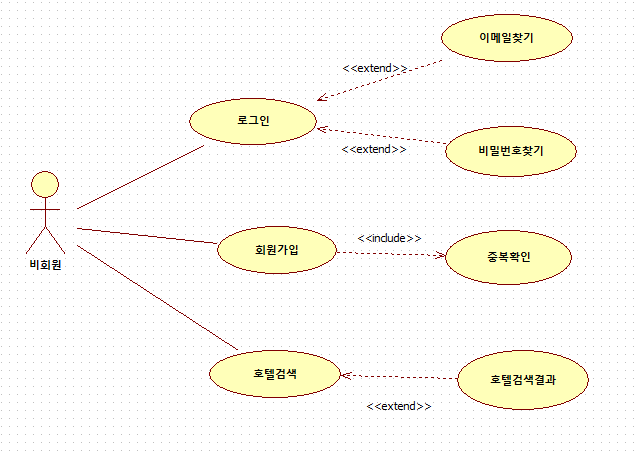 이메일찾기
<<extend>>
로그인
<<extend>>
비밀번호찾기
비회원
회원가입
<<include>>
중복확인
호텔검색
호텔검색결과
<<extend>>